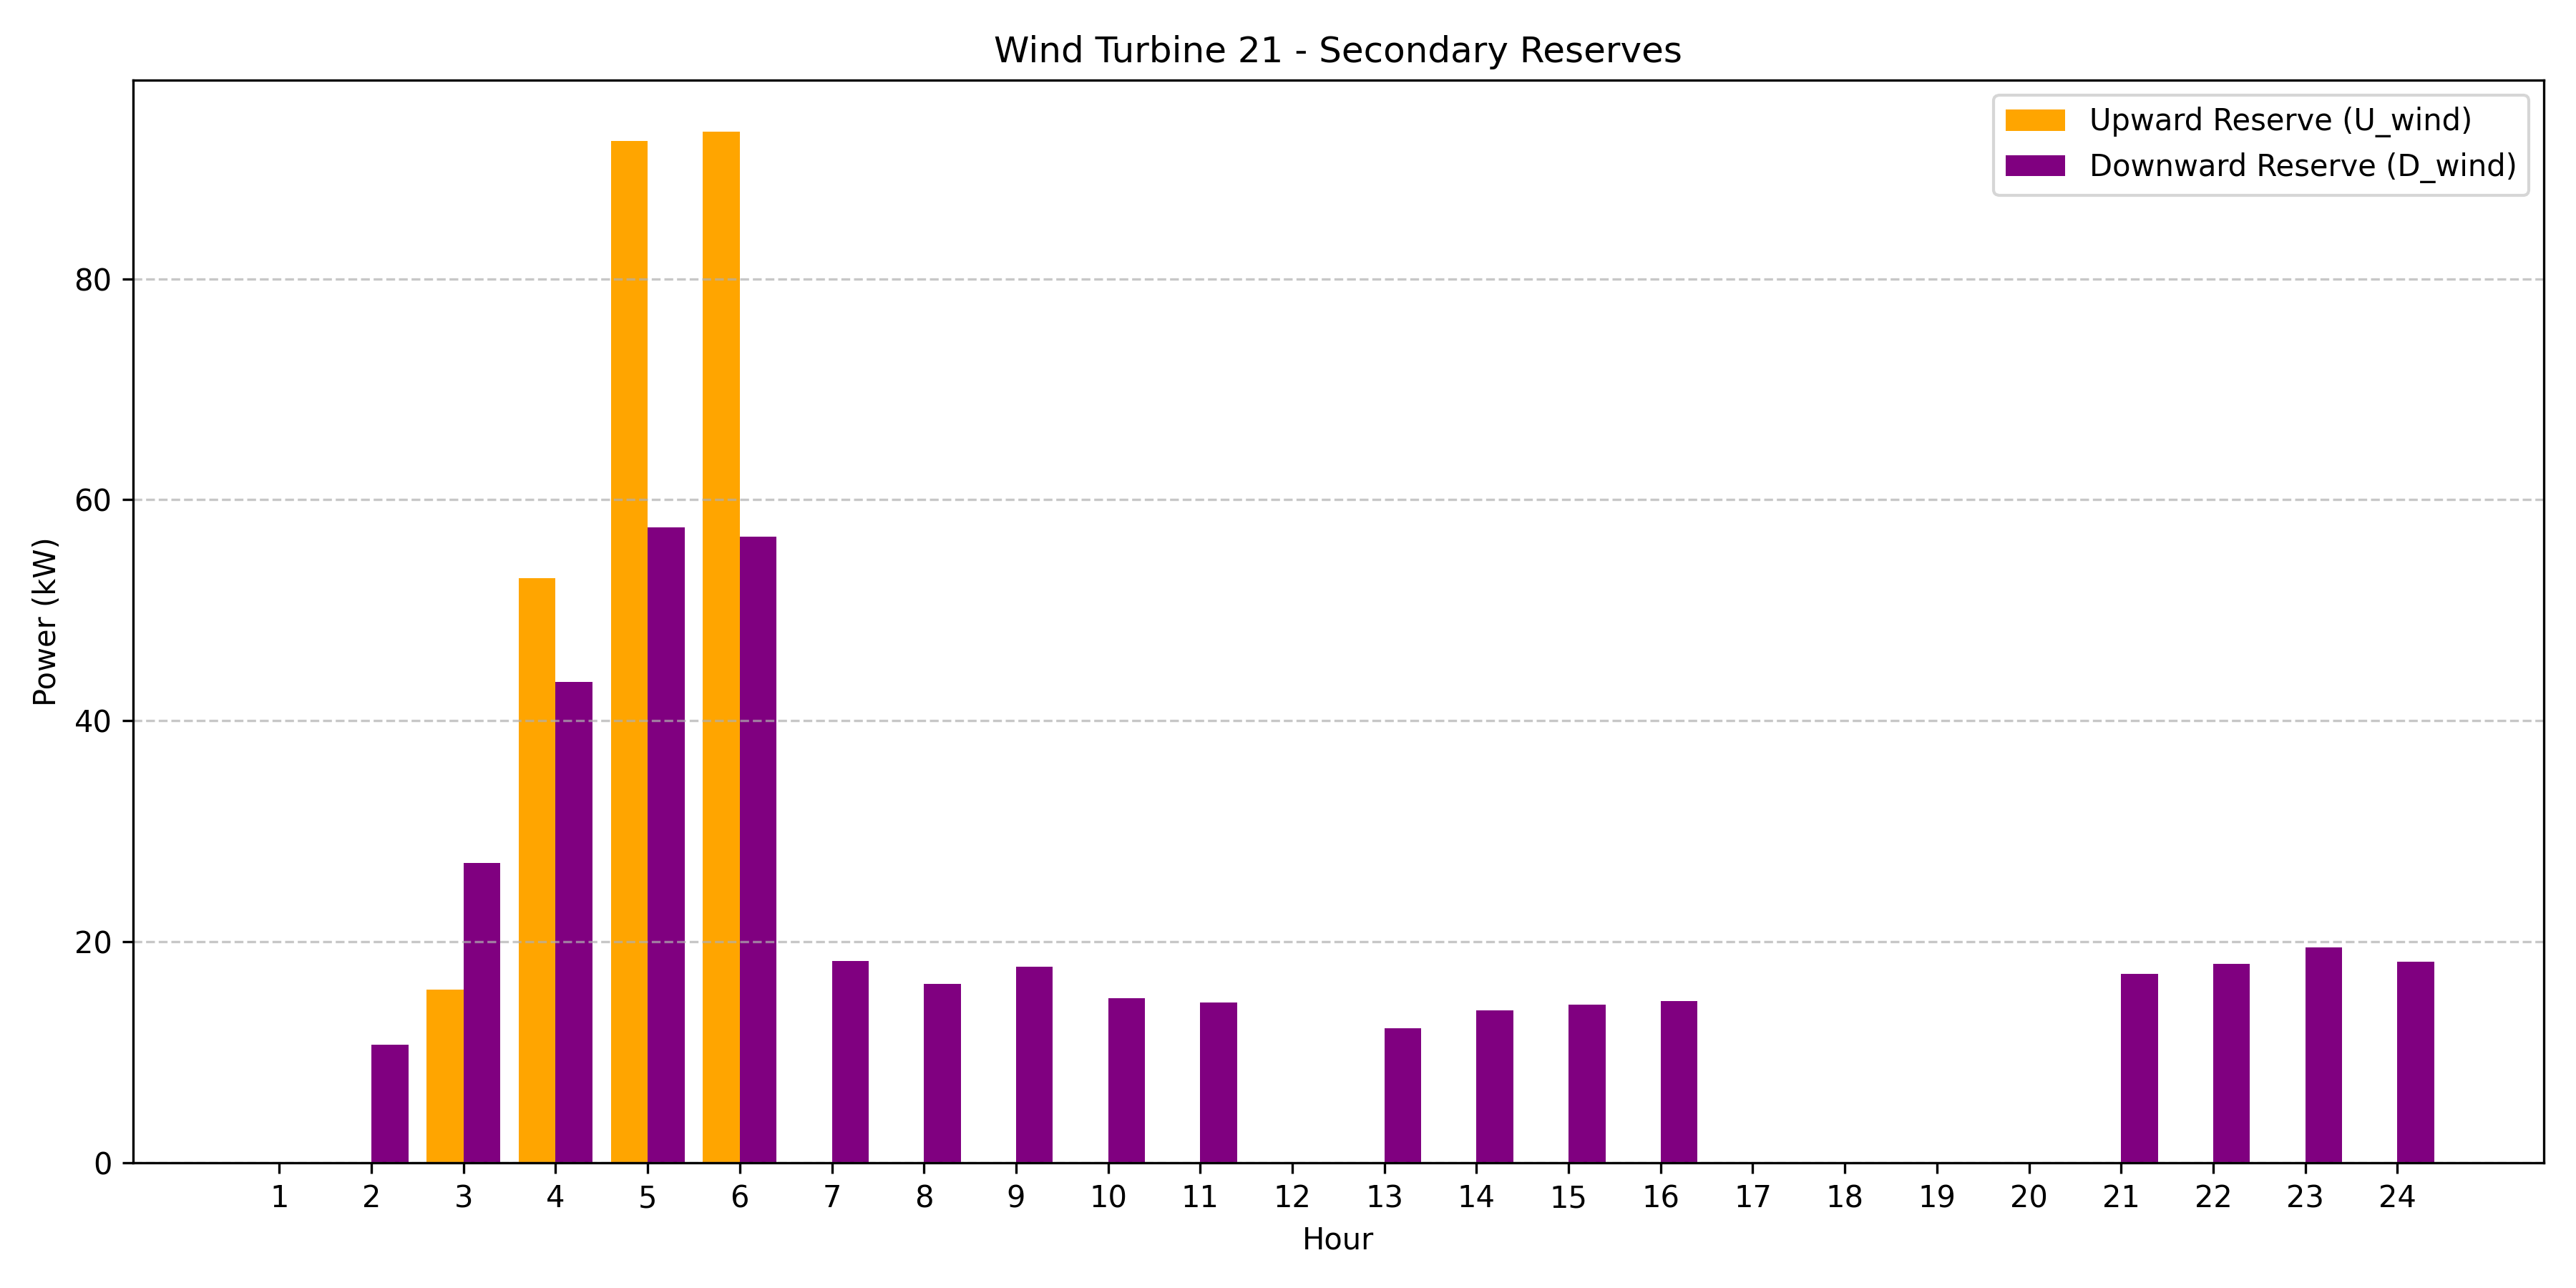 Wind Turbine 21 - Secondary Reserves
Upward Reserve (U_wind)
Downward Reserve (D_wind)
Power (kW)
80
60
40
20
0
1 2 3 4 5 6 7 8 9 10 11 12 13 14 15 16 17 18 19 20 21 22 23 24
Hour